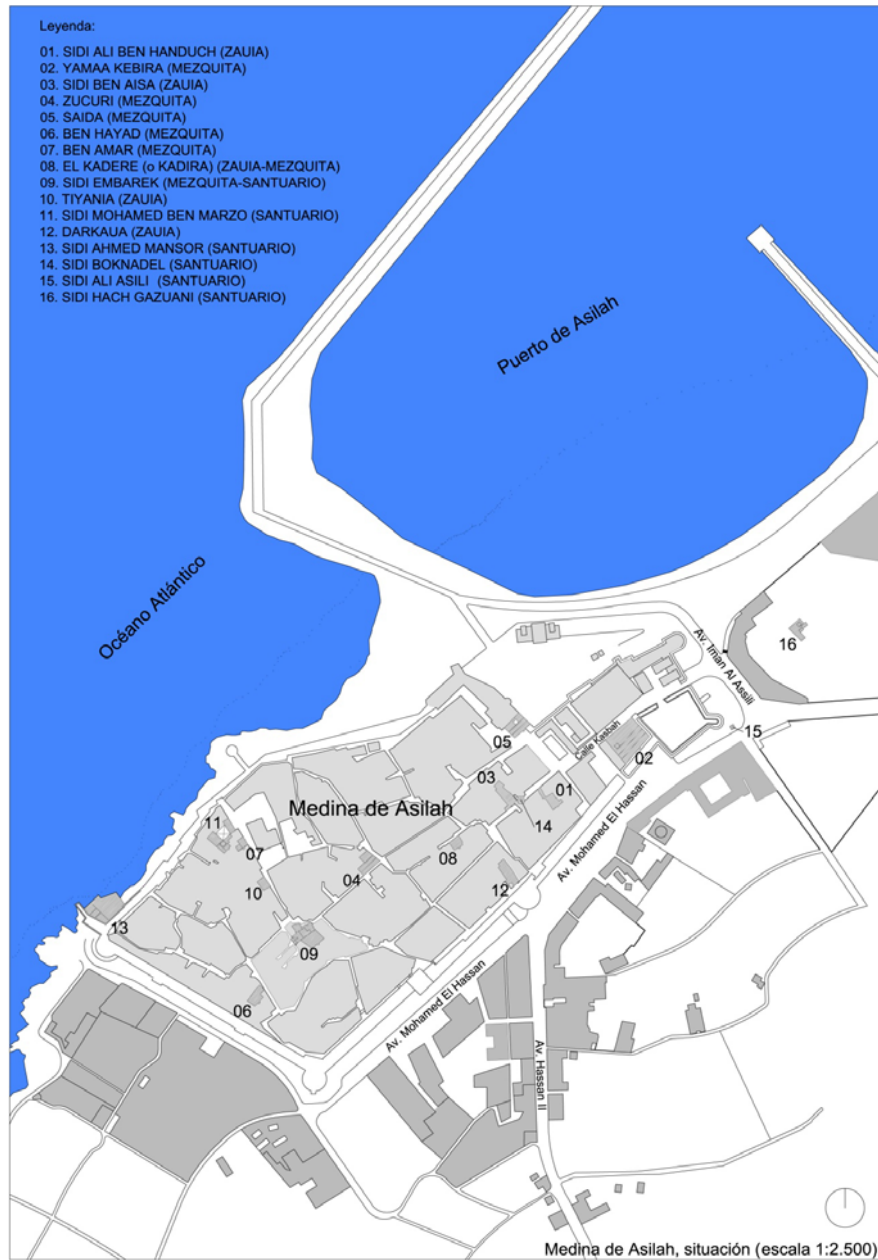 Leyenda:
01. SIDI ALI BEN HANDUCH (ZAUIA)
02. YAMAA KEBIRA (MEZQUITA)
03. SIDI BEN AISA (ZAUIA)
04. ZUCURI (MEZQUITA)
05. SAIDA (MEZQUITA)
06. BEN HAYAD (MEZQUITA)
07. BEN AMAR (MEZQUITA)
08. EL KADERE (o KADIRA) (ZAUIA-MEZQUITA)
09. SIDI EMBAREK (MEZQUITA-SANTUARIO)
10. TIYANIA (ZAUIA)
11. SIDI MOHAMED BEN MARZO (SANTUARIO)
12. DARKAUA (ZAUIA)
13. SIDI AHMED MANSOR (SANTUARIO)
14. SIDI BOKNADEL (SANTUARIO)
15. SIDI ALI ASILI (SANTUARIO)
16. SIDI HACH GAZUANI (SANTUARIO)
Puerto de Asilah
Océano Atlántico
Av. Iman Al Assili
16
15
05
Calle Kasbah
02
03
01
Medina de Asilah
14
Av. Mohamed El Hassan
11
07
08
04
10
12
13
09
06
Av. Mohamed El Hassan
Av. Hassan II
Medina de Asilah, situación (escala 1:2.500)